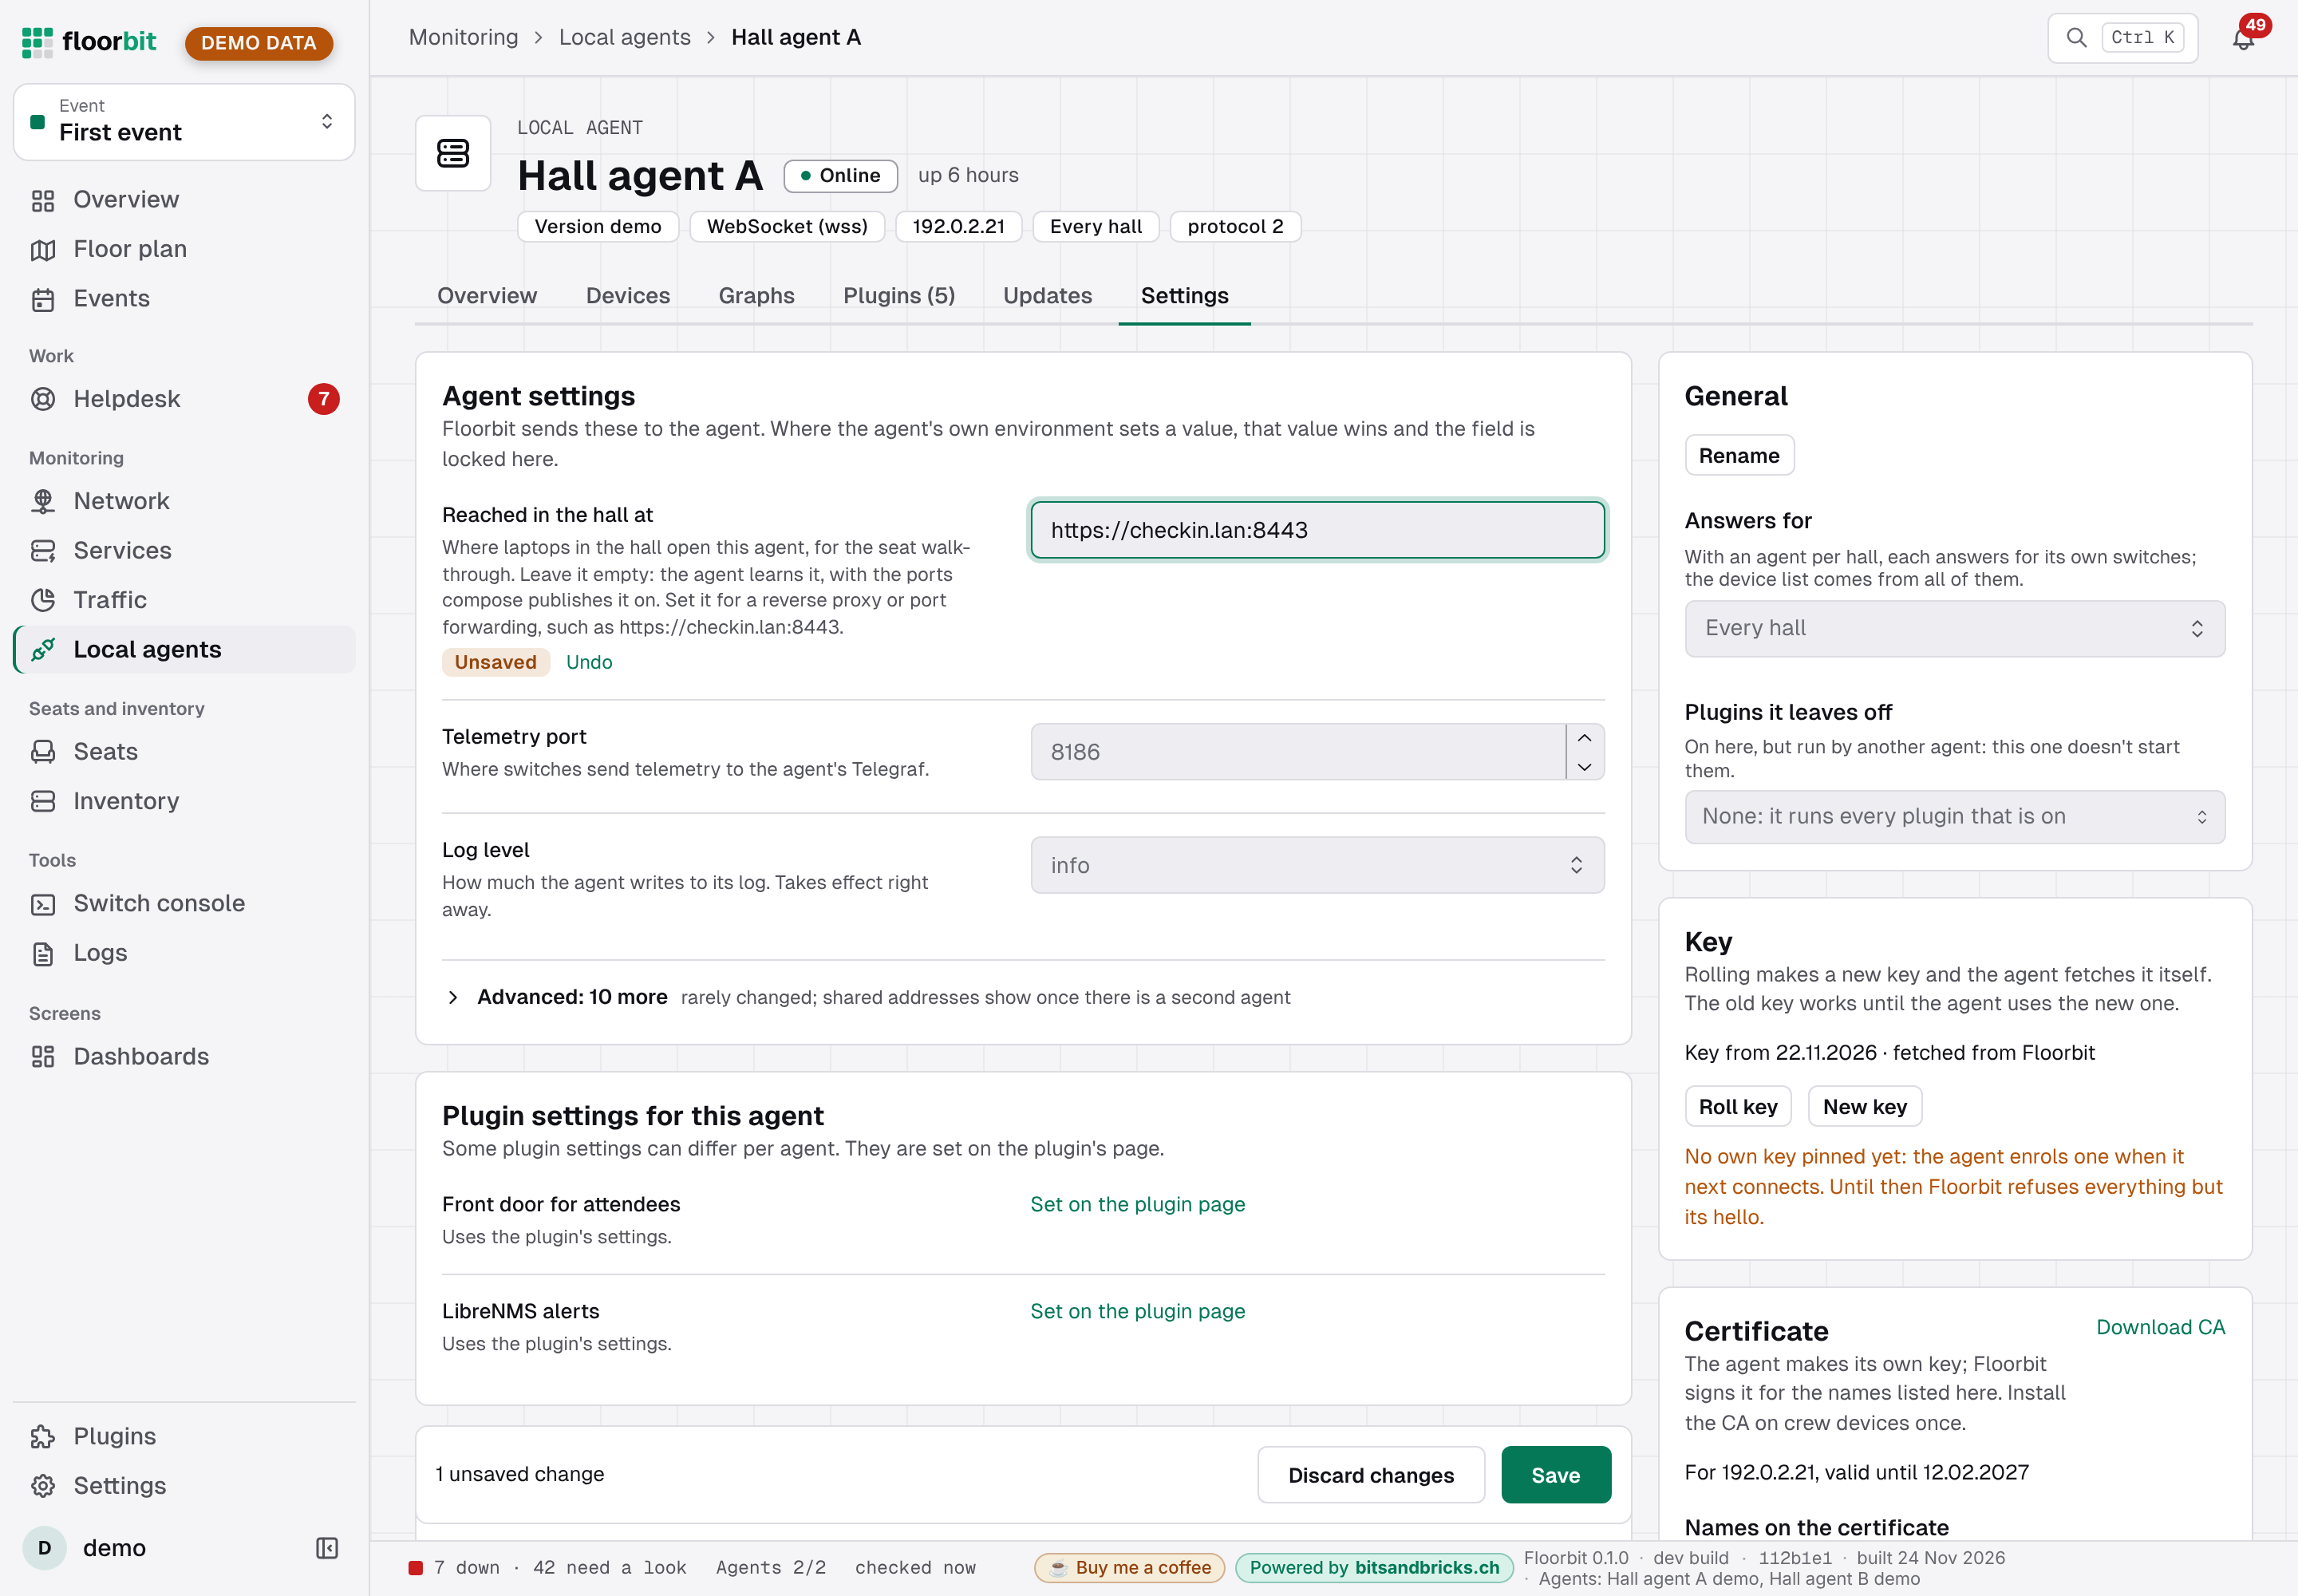 floorbit
DEMO DATA
Event
First event
Overview
Floor plan
Events
Work
Helpdesk
7
Monitoring
Network
Services
Traffic
Local agents
Seats and inventory
Seats
Inventory
Tools
Switch console
Logs
Screens
Dashboards
Plugins
Settings
D
demo
Monitoring > Local agents > Hall agent A
Ctrl K
49
LOCAL AGENT
Hall agent A
Online
up 6 hours
Version demo
WebSocket (wss)
192.0.2.21
Every hall
protocol 2
Overview
Devices
Graphs
Plugins (5)
Updates
Settings
Agent settings
Floorbit sends these to the agent. Where the agent's own environment sets a value, that value wins and the field is
locked here.
Reached in the hall at
Where laptops in the hall open this agent, for the seat walk-
through. Leave it empty: the agent learns it, with the ports
compose publishes it on. Set it for a reverse proxy or port
forwarding, such as https://checkin.lan:8443.
Unsaved
Undo
https://checkin.lan:8443
Telemetry port
Where switches send telemetry to the agent's Telegraf.
8186
Log level
How much the agent writes to its log. Takes effect right
away.
info
Advanced: 10 more rarely changed; shared addresses show once there is a second agent
Plugin settings for this agent
Some plugin settings can differ per agent. They are set on the plugin's page.
Front door for attendees
Uses the plugin's settings.
Set on the plugin page
LibreNMS alerts
Uses the plugin's settings.
Set on the plugin page
1 unsaved change
Discard changes
Save
General
Rename
Answers for
With an agent per hall, each answers for its own switches;
the device list comes from all of them.
Every hall
Plugins it leaves off
On here, but run by another agent: this one doesn't start
them.
None: it runs every plugin that is on
Key
Rolling makes a new key and the agent fetches it itself.
The old key works until the agent uses the new one.
Key from 22.11.2026 · fetched from Floorbit
Roll key
New key
No own key pinned yet: the agent enrols one when it
next connects. Until then Floorbit refuses everything but
its hello.
Certificate
Download CA
The agent makes its own key; Floorbit
signs it for the names listed here. Install
the CA on crew devices once.
For 192.0.2.21, valid until 12.02.2027
Names on the certificate
7 down · 42 need a look
Agents 2/2
checked now
Buy me a coffee
Powered by bitsandbricks.ch
Floorbit 0.1.0 · dev build · 112b1e1 · built 24 Nov 2026
· Agents: Hall agent A demo, Hall agent B demo